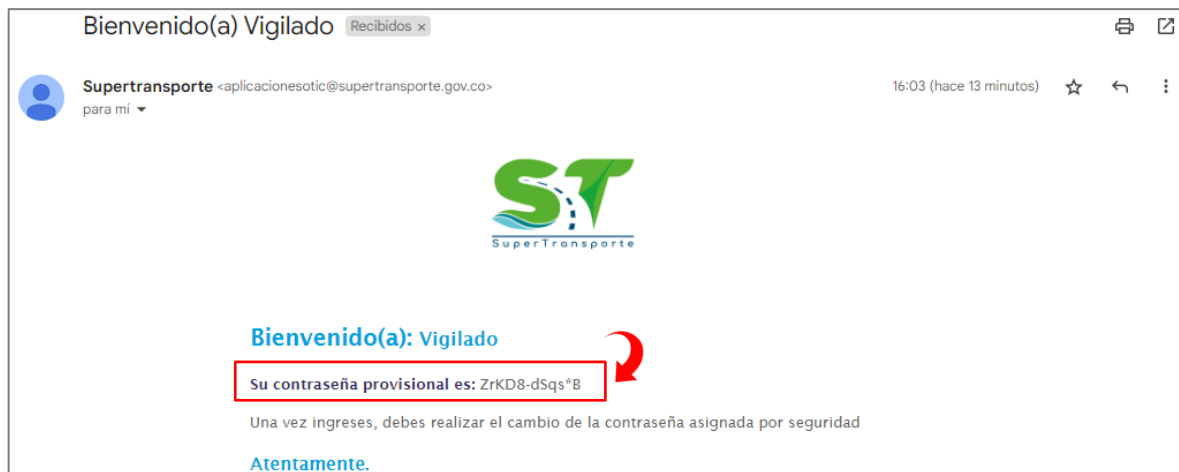 Bienvenido(a) Vigilado Recibidos ×
Supertransporte <aplicacionesotic@supertransporte.gov.co> 16:03 (hace 13 minutos)
para mí
ST
SuperTransporte
Bienvenido(a): Vigilado
Su contraseña provisional es: ZrKD8-dSqs*B
Una vez ingreses, debes realizar el cambio de la contraseña asignada por seguridad
Atentamente.